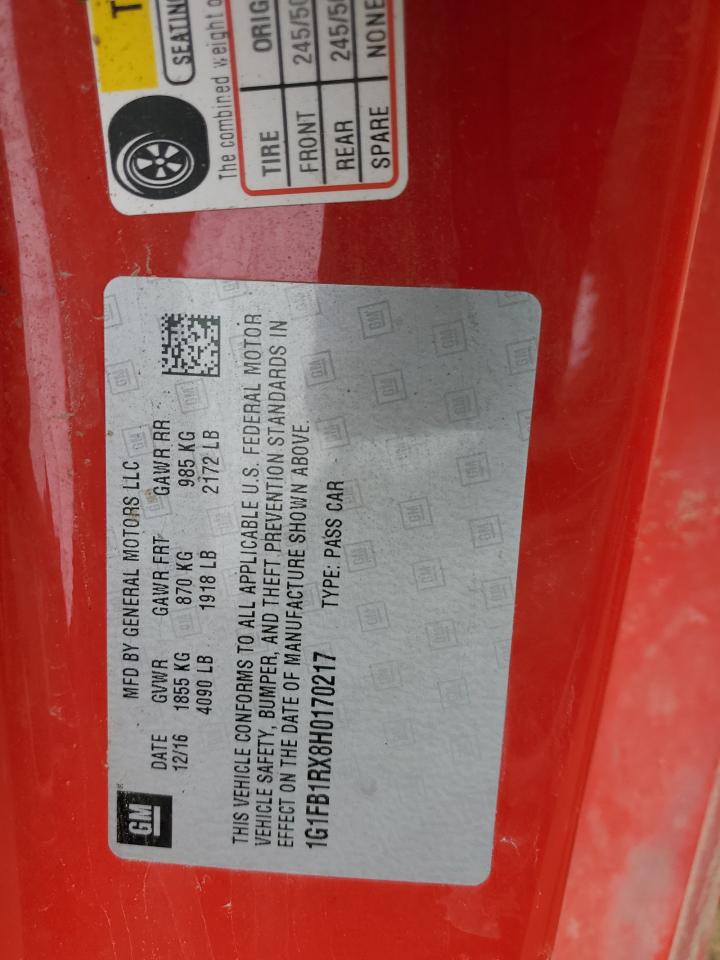 T
SEATING
The combined weight o
TIRE ORIG
FRONT 245/50
REAR 245/50
SPARE NONE
GM
MFD BY GENERAL MOTORS LLC
DATE GVWR GAWR FRT GAWR RR
12/16 1855 KG 870 KG 985 KG
4090 LB 1918 LB 2172 LB
THIS VEHICLE CONFORMS TO ALL APPLICABLE U.S. FEDERAL MOTOR
VEHICLE SAFETY, BUMPER, AND THEFT PREVENTION STANDARDS IN
EFFECT ON THE DATE OF MANUFACTURE SHOWN ABOVE.
1G1FB1RX8H0170217 TYPE: PASS CAR